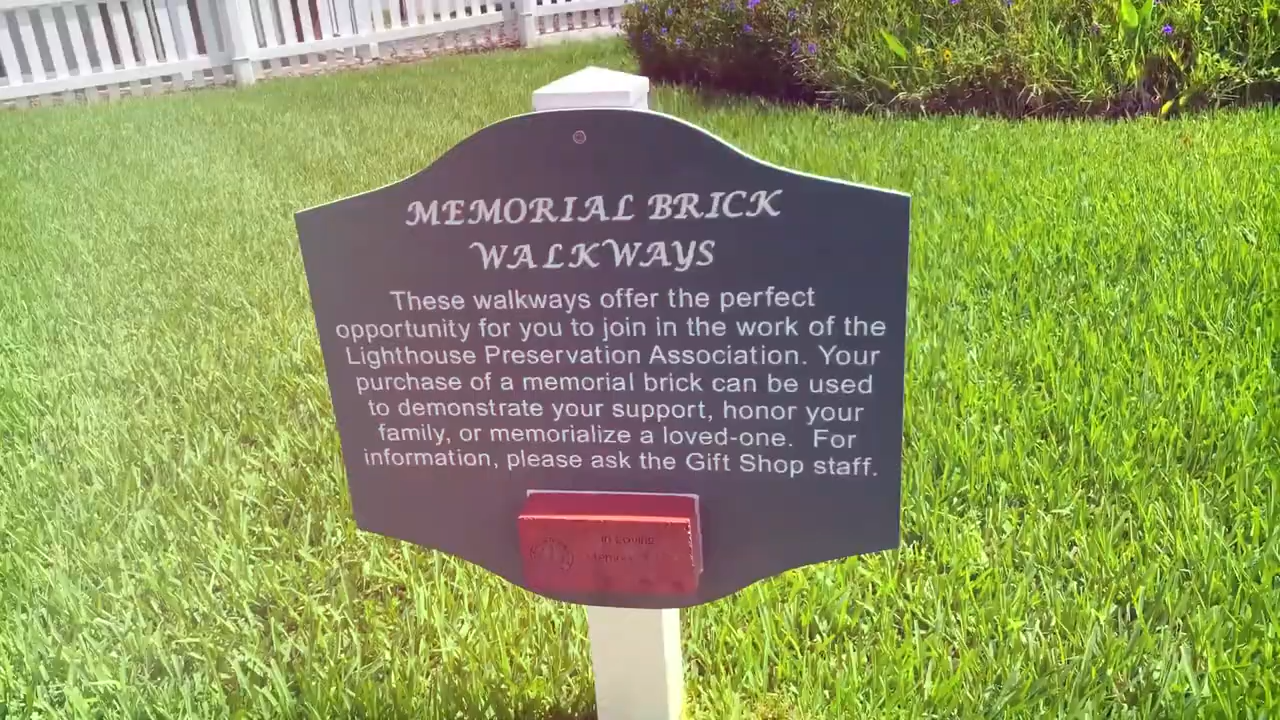 MEMORIAL BRICK
WALKWAYS
These walkways offer the perfect
opportunity for you to join in the work of the
Lighthouse Preservation Association. Your
purchase of a memorial brick can be used
to demonstrate your support, honor your
family, or memorialize a loved-one. For
information, please ask the Gift Shop staff.
In Loving